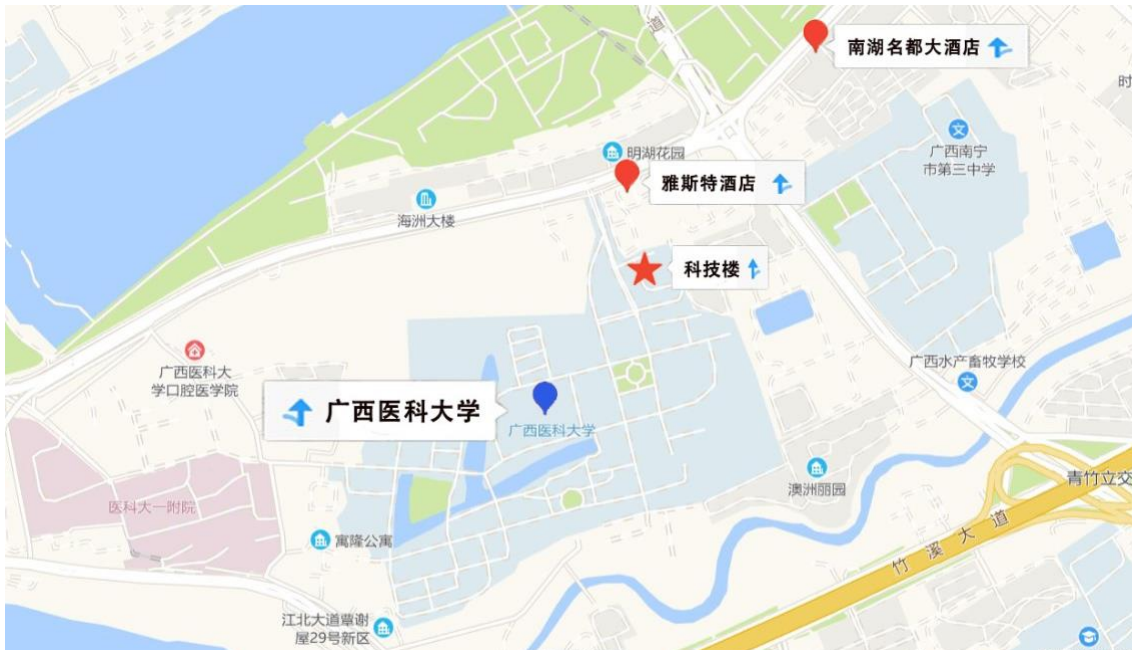 道
南湖名都大酒店
时
广西南宁
市第三中学
明湖花园
雅斯特酒店
海洲大楼
科技楼
广西医科大
学口腔医学院
广西水产畜牧学校
广西医科大学
广西医科大学
青竹立交
澳洲丽园
医科大一附院
竹溪大道
寓隆公寓
江北大道覃谢
屋29号新区